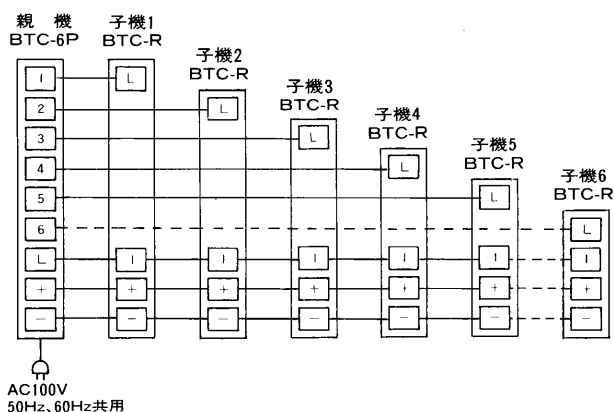 親機
BTC-6P
子機1
BTC-R
子機2
BTC-R
子機3
BTC-R
子機4
BTC-R
子機5
BTC-R
子機6
BTC-R
1 L
2 L
3 L
4 L
5 L
6 L
L 1 1 1 1 1 1
+ + + + + + +
− − − − − − −
AC100V
50Hz、60Hz共用